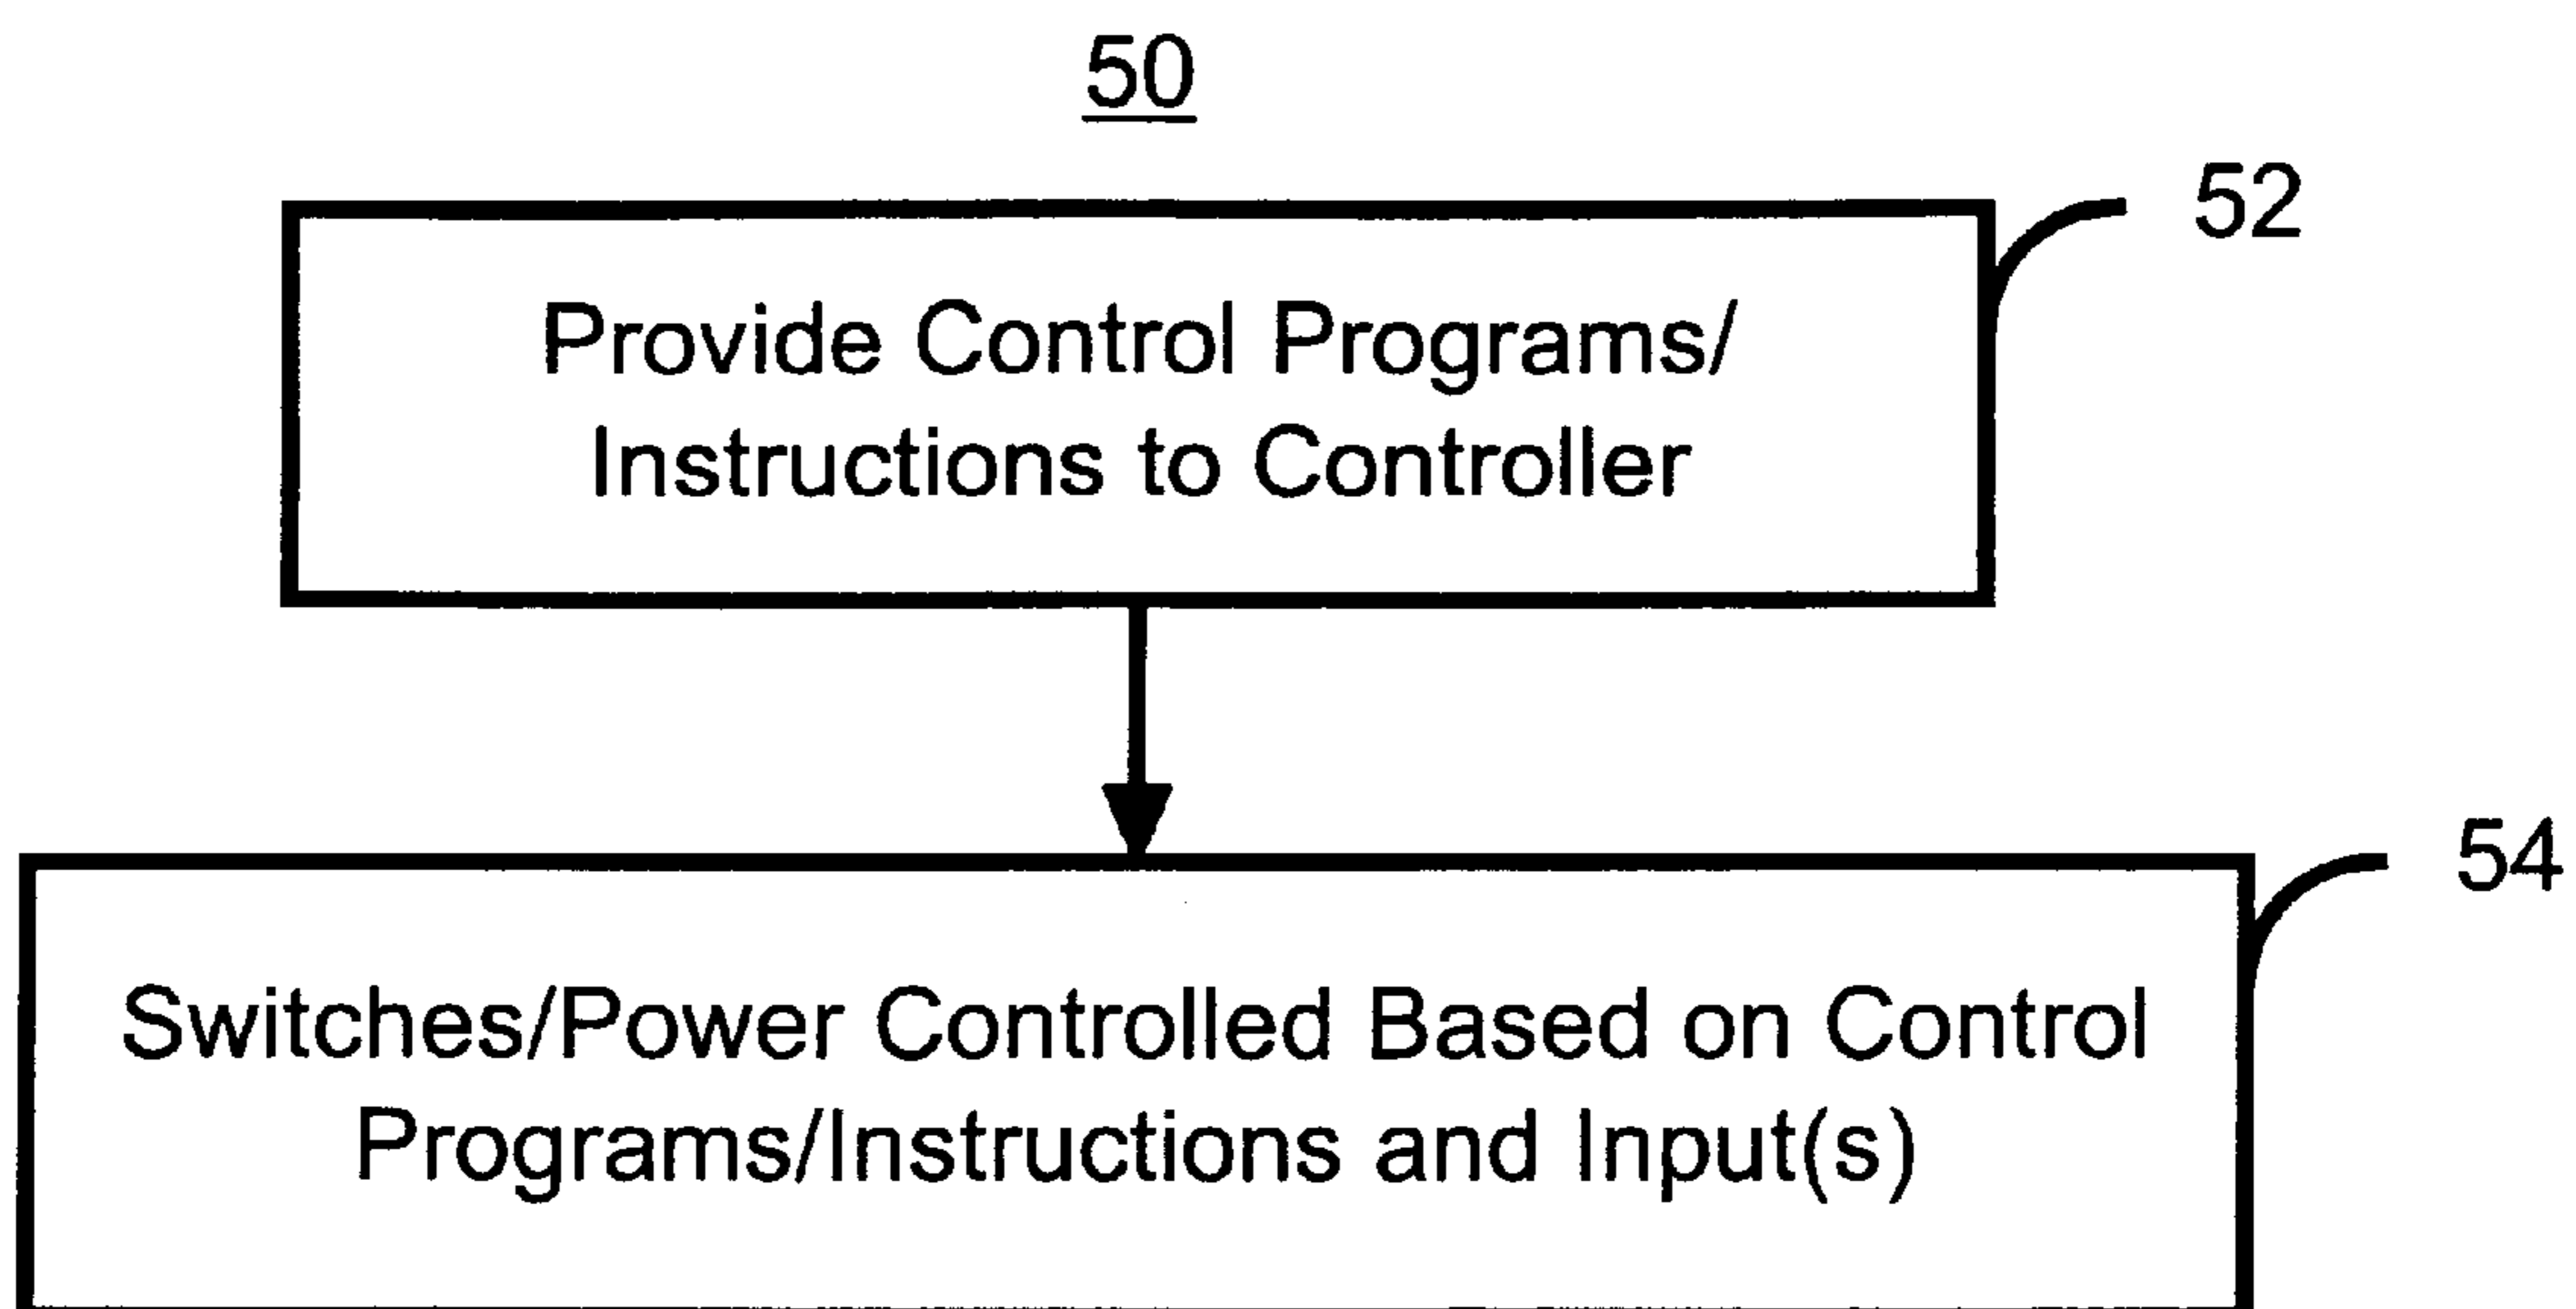 50
52
Provide Control Programs/
Instructions to Controller
54
Switches/Power Controlled Based on Control
Programs/Instructions and Input(s)